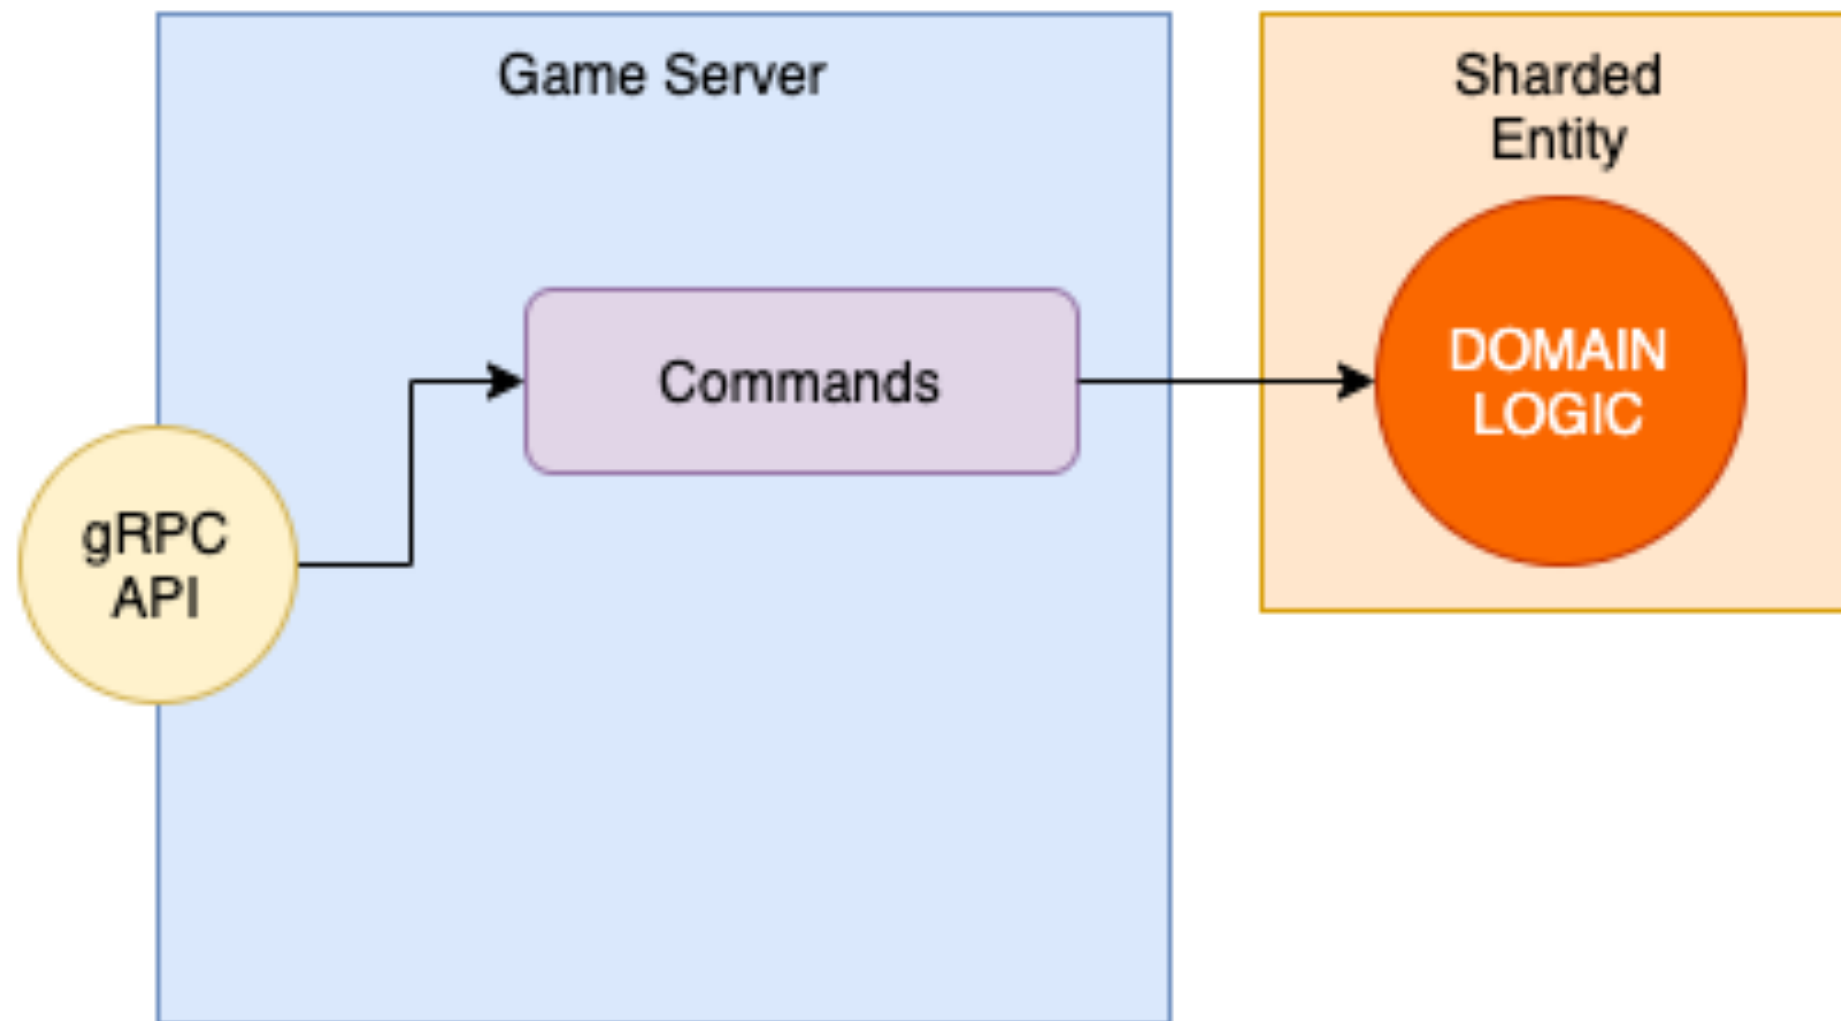 Game Server
Sharded
Entity
Commands
DOMAIN
LOGIC
gRPC
API